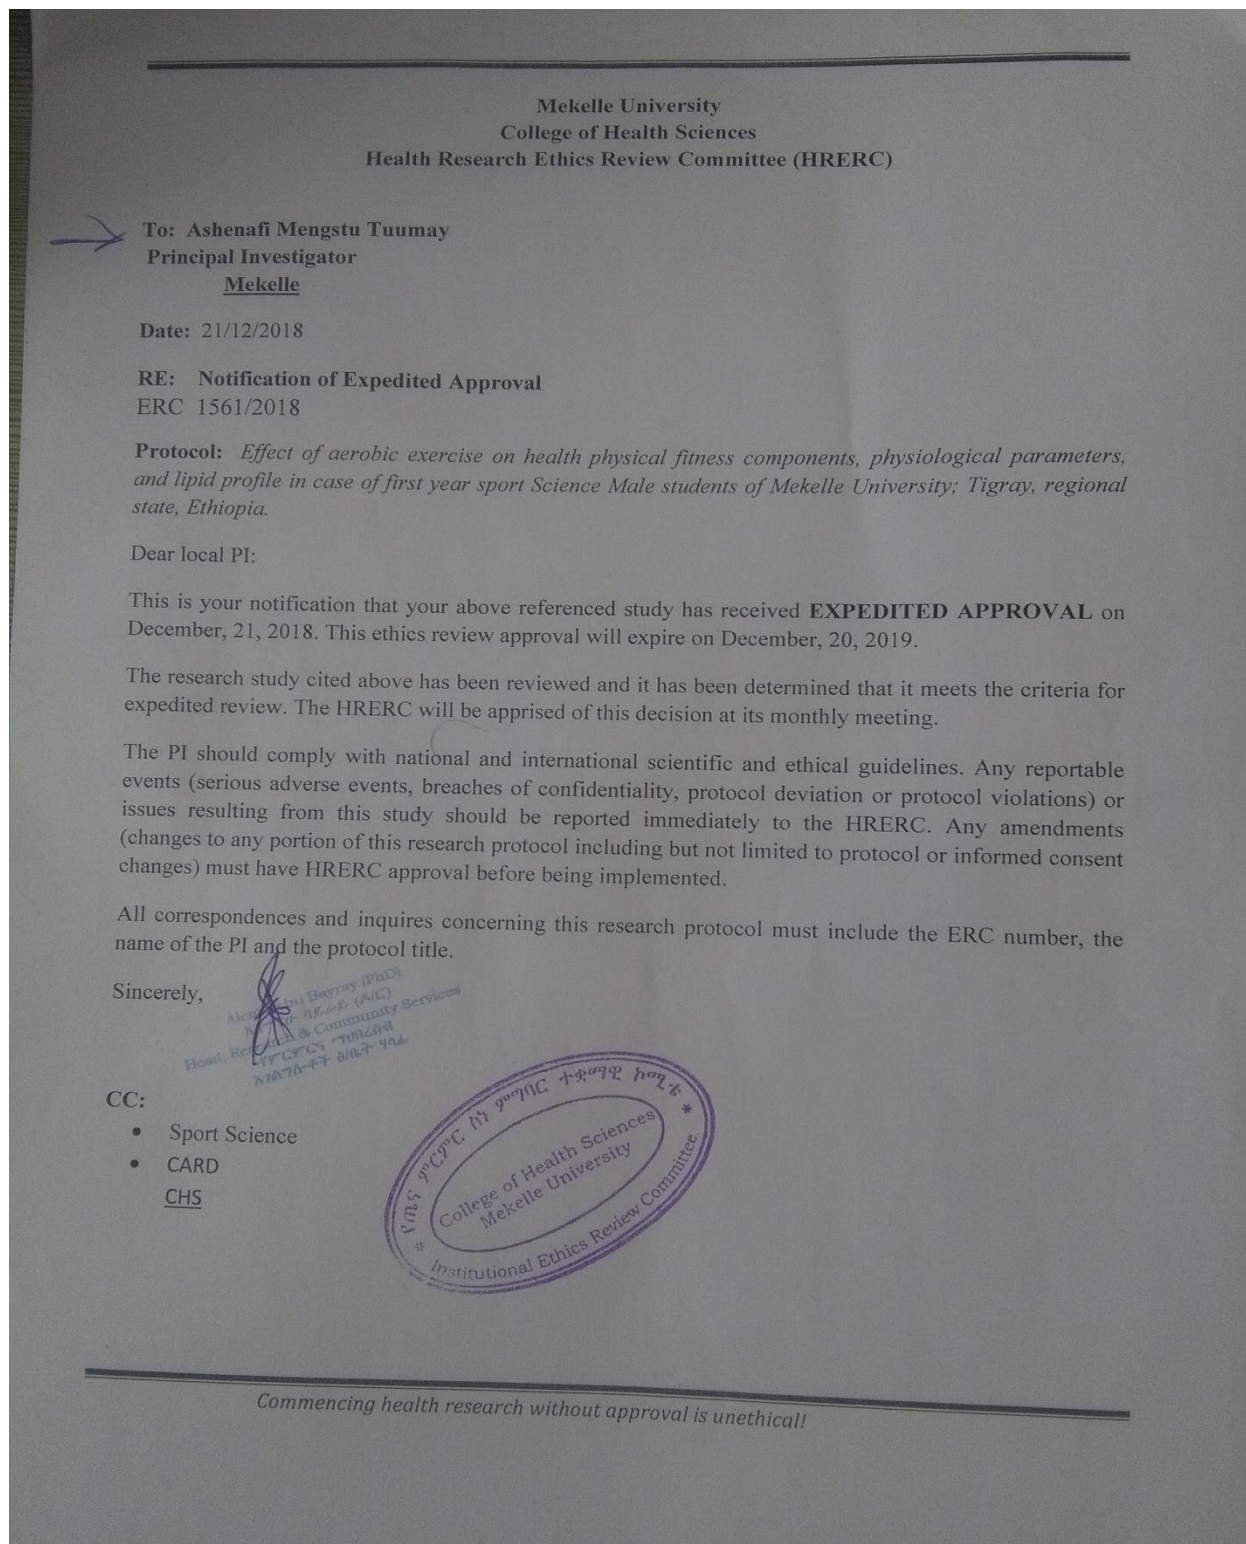 Mekelle University
College of Health Sciences
Health Research Ethics Review Committee (HRERC)
To: Ashenafi Mengstu Tuumay
Principal Investigator
Mekelle
Date: 21/12/2018
RE: Notification of Expedited Approval
ERC 1561/2018
Protocol: Effect of aerobic exercise on health physical fitness components, physiological parameters,
and lipid profile in case of first year sport Science Male students of Mekelle University; Tigray, regional
state, Ethiopia.
Dear local PI:
This is your notification that your above referenced study has received EXPEDITED APPROVAL on
December, 21, 2018. This ethics review approval will expire on December, 20, 2019.
The research study cited above has been reviewed and it has been determined that it meets the criteria for
expedited review. The HRERC will be apprised of this decision at its monthly meeting.
The PI should comply with national and international scientific and ethical guidelines. Any reportable
events (serious adverse events, breaches of confidentiality, protocol deviation or protocol violations) or
issues resulting from this study should be reported immediately to the HRERC. Any amendments
(changes to any portion of this research protocol including but not limited to protocol or informed consent
changes) must have HRERC approval before being implemented.
All correspondences and inquires concerning this research protocol must include the ERC number, the
name of the PI and the protocol title.
Sincerely,
Bayray (PhD)
Head, & Community Services
CC:
• Sport Science
• CARD
CHS
የጤና ምርምር ስነ ምግባር ተቋማዊ ኮሚቴ
College of Health Sciences
Mekelle University
Institutional Ethics Review Committee
Commencing health research without approval is unethical!